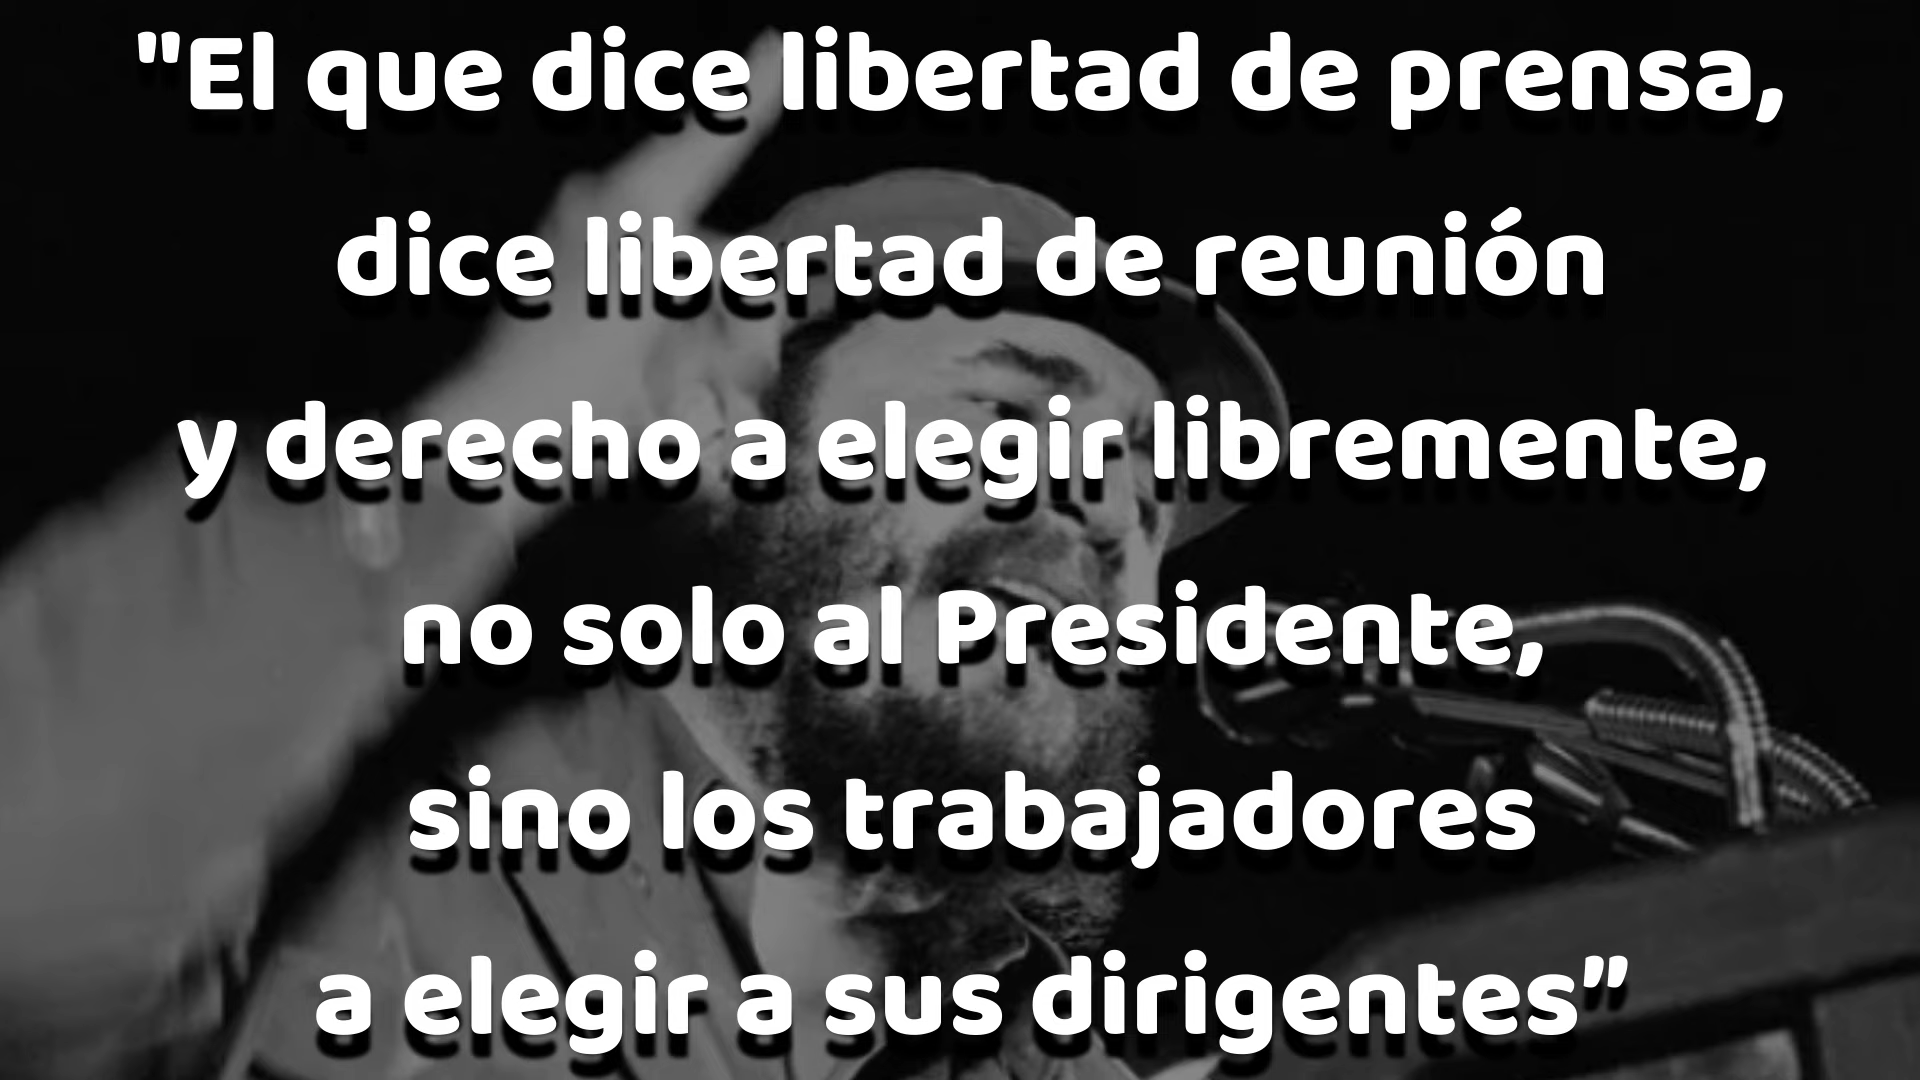 "El que dice libertad de prensa,
dice libertad de reunión
y derecho a elegir libremente,
no solo al Presidente,
sino los trabajadores
a elegir a sus dirigentes”